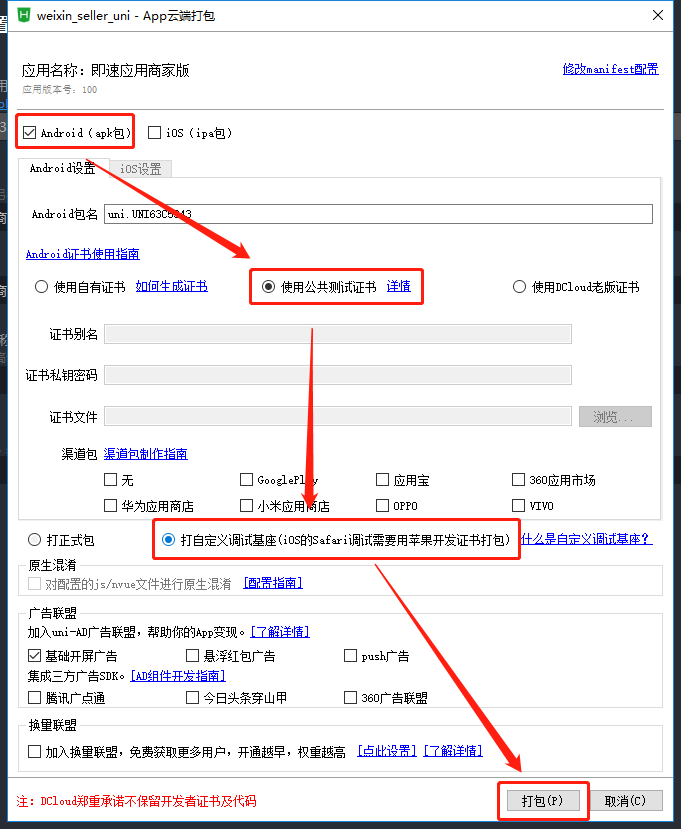 weixin_seller_uni - App云端打包
应用名称：即速应用商家版
修改manifest配置
应用版本号：100
Android（apk包） iOS（ipa包）
Android设置 iOS设置
Android包名
Android证书使用指南
使用自有证书 如何生成证书 使用公共测试证书 详情 使用DCloud老版证书
证书别名
证书私钥密码
证书文件 浏览...
渠道包 渠道包制作指南
无 GooglePlay 应用宝 360应用市场
华为应用商店 小米应用商店 OPPO VIVO
打正式包 打自定义调试基座(iOS的Safari调试需要用苹果开发证书打包) 什么是自定义调试基座？
原生混淆
对配置的js/nvue文件进行原生混淆 [配置指南]
广告联盟
加入uni-AD广告联盟，帮助你的App变现。[了解详情]
基础开屏广告 悬浮红包广告 push广告
集成三方广告SDK。[AD组件开发指南]
腾讯广点通 今日头条穿山甲 360广告联盟
换量联盟
加入换量联盟，免费获取更多用户，开通越早，权重越高 [点此设置] [了解详情]
注：DCloud郑重承诺不保留开发者证书及代码
打包(P) 取消(C)